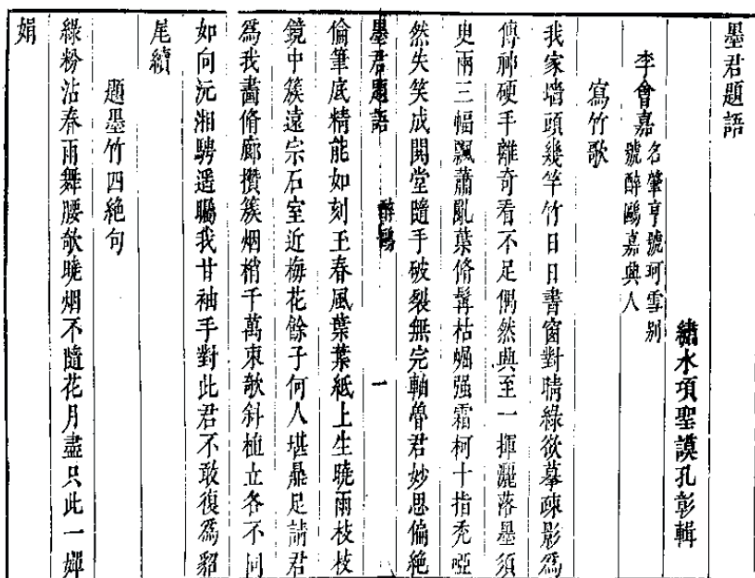 墨君題語
繡水項聖謨孔彰輯
李會嘉名肇亨號珂雪别
號醉鷗嘉興人
寫竹歌
我家墻頭幾竿竹日日書窗對晴綠欲摹疎影爲
傳神硬手離奇看不足偶然興至一揮灑落墨須
臾兩三幅飄蕭亂葉脩髯枯崛强霜柯十指禿啞
然失笑成閧堂隨手破裂無完軸魯君妙思偏絶
墨君題語 醉鷗 一
倫筆底精能如刻玉春風葉葉紙上生曉雨枝枝
鏡中簇遠宗石室近梅花餘子何人堪鼎足請君
爲我畵脩廊攢簇烟梢千萬束欹斜植立各不同
如向沅湘騁遥矚我甘袖手對此君不敢復爲貂
尾續
題墨竹四絶句
綠粉沾春雨舞腰欹曉烟不隨花月盡只此一嬋
娟